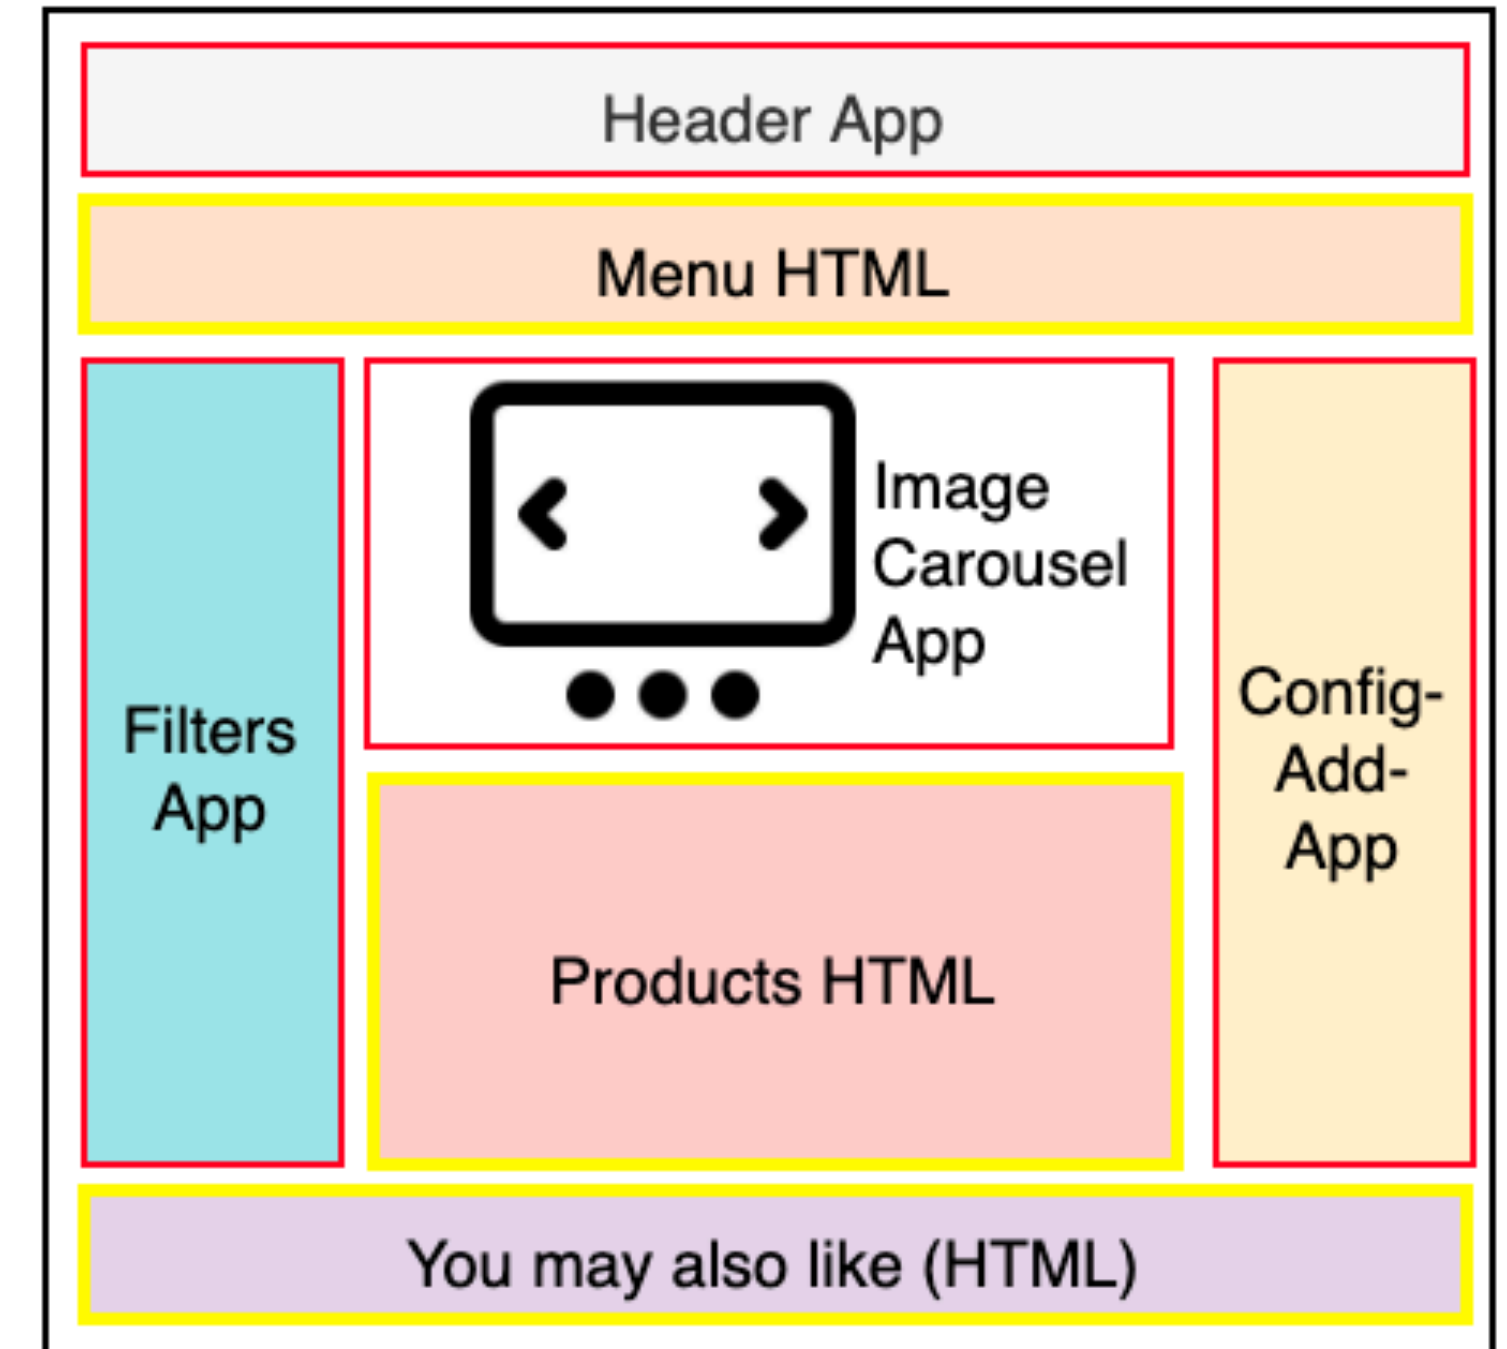 Header App
Menu HTML
Filters
App
Image
Carousel
App
Config-
Add-
App
Products HTML
You may also like (HTML)